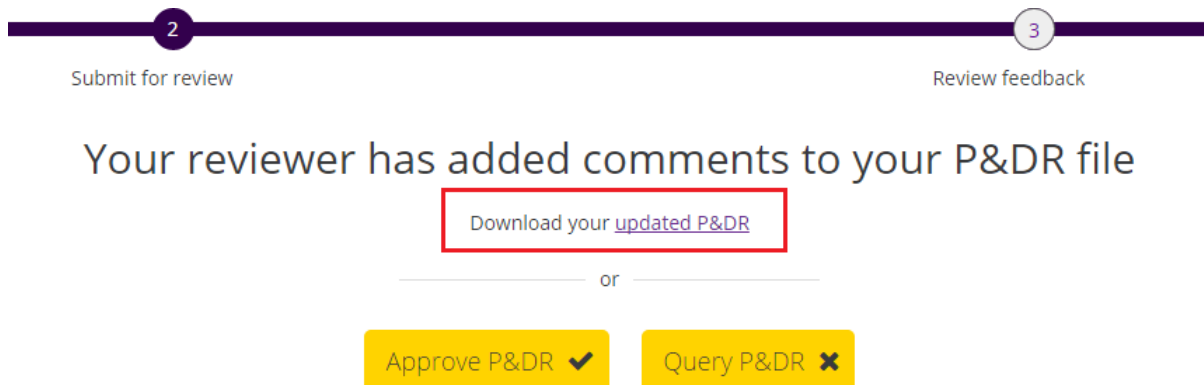 2
3
Submit for review
Review feedback
Your reviewer has added comments to your P&DR file
Download your updated P&DR
or
Approve P&DR ✔
Query P&DR ✖